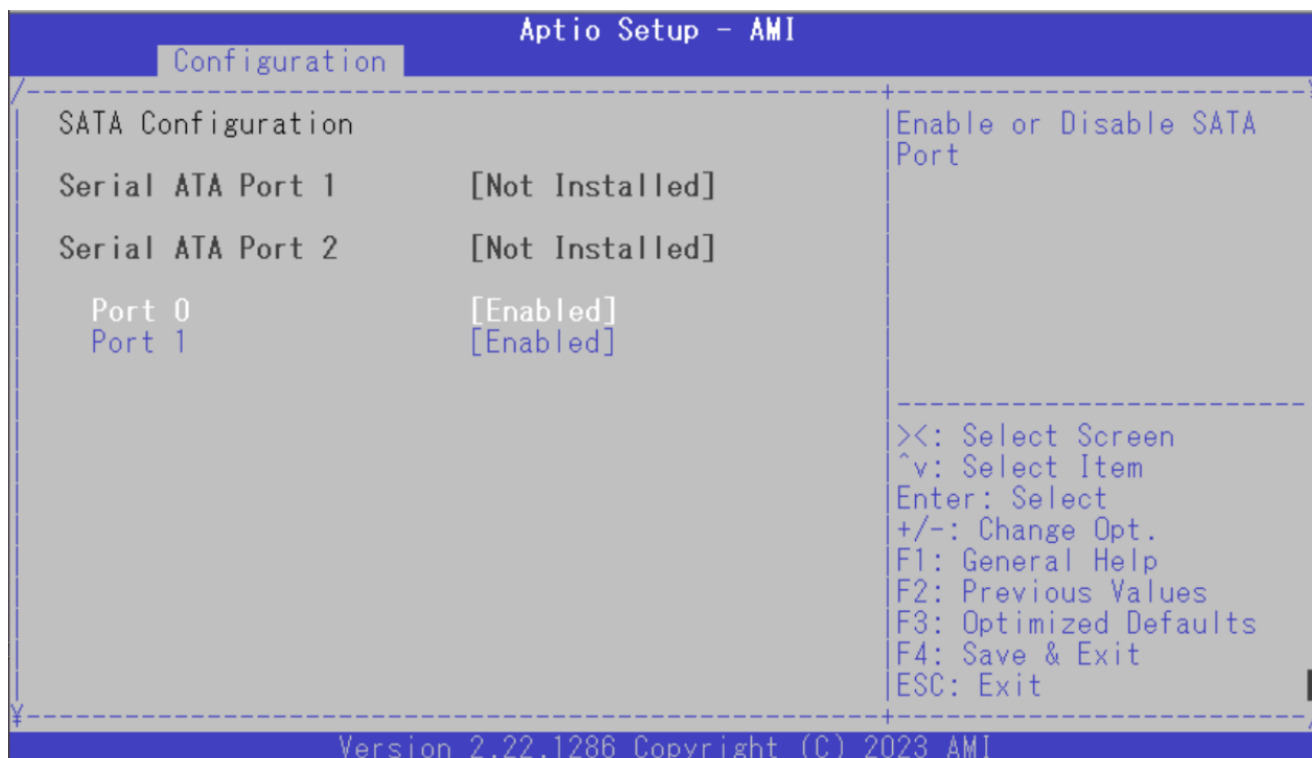 Aptio Setup - AMI
Configuration
SATA Configuration
Serial ATA Port 1 [Not Installed]
Serial ATA Port 2 [Not Installed]
Port 0 [Enabled]
Port 1 [Enabled]
Enable or Disable SATA
Port
><: Select Screen
^v: Select Item
Enter: Select
+/-: Change Opt.
F1: General Help
F2: Previous Values
F3: Optimized Defaults
F4: Save & Exit
ESC: Exit
Version 2.22.1286 Copyright (C) 2023 AMI